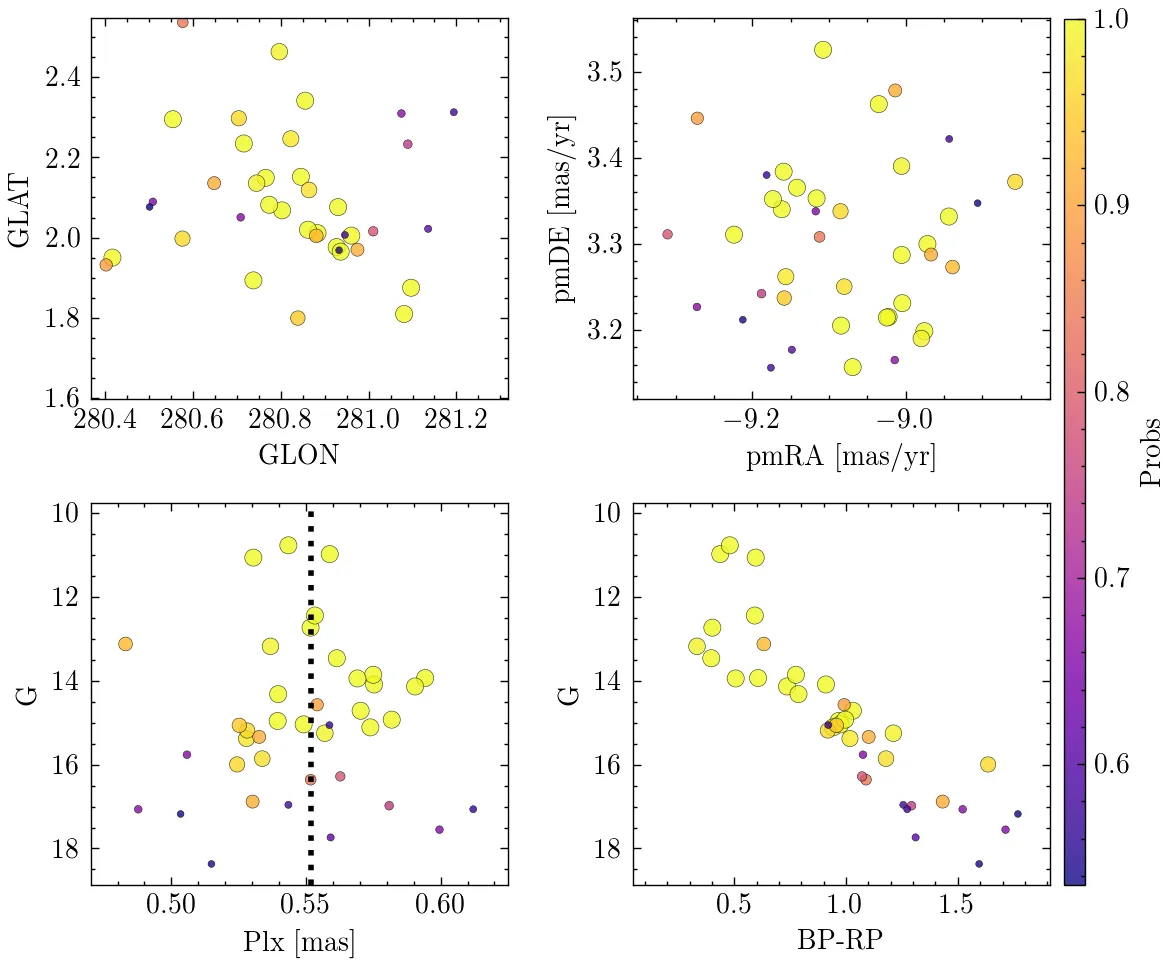 2.4
2.2
2.0
1.8
1.6
GLAT
280.4 280.6 280.8 281.0 281.2
GLON
3.5
3.4
3.3
3.2
pmDE [mas/yr]
−9.2 −9.0
pmRA [mas/yr]
1.0
0.9
0.8
0.7
0.6
Probs
10
12
14
16
18
G
0.50 0.55 0.60
Plx [mas]
10
12
14
16
18
G
0.5 1.0 1.5
BP-RP